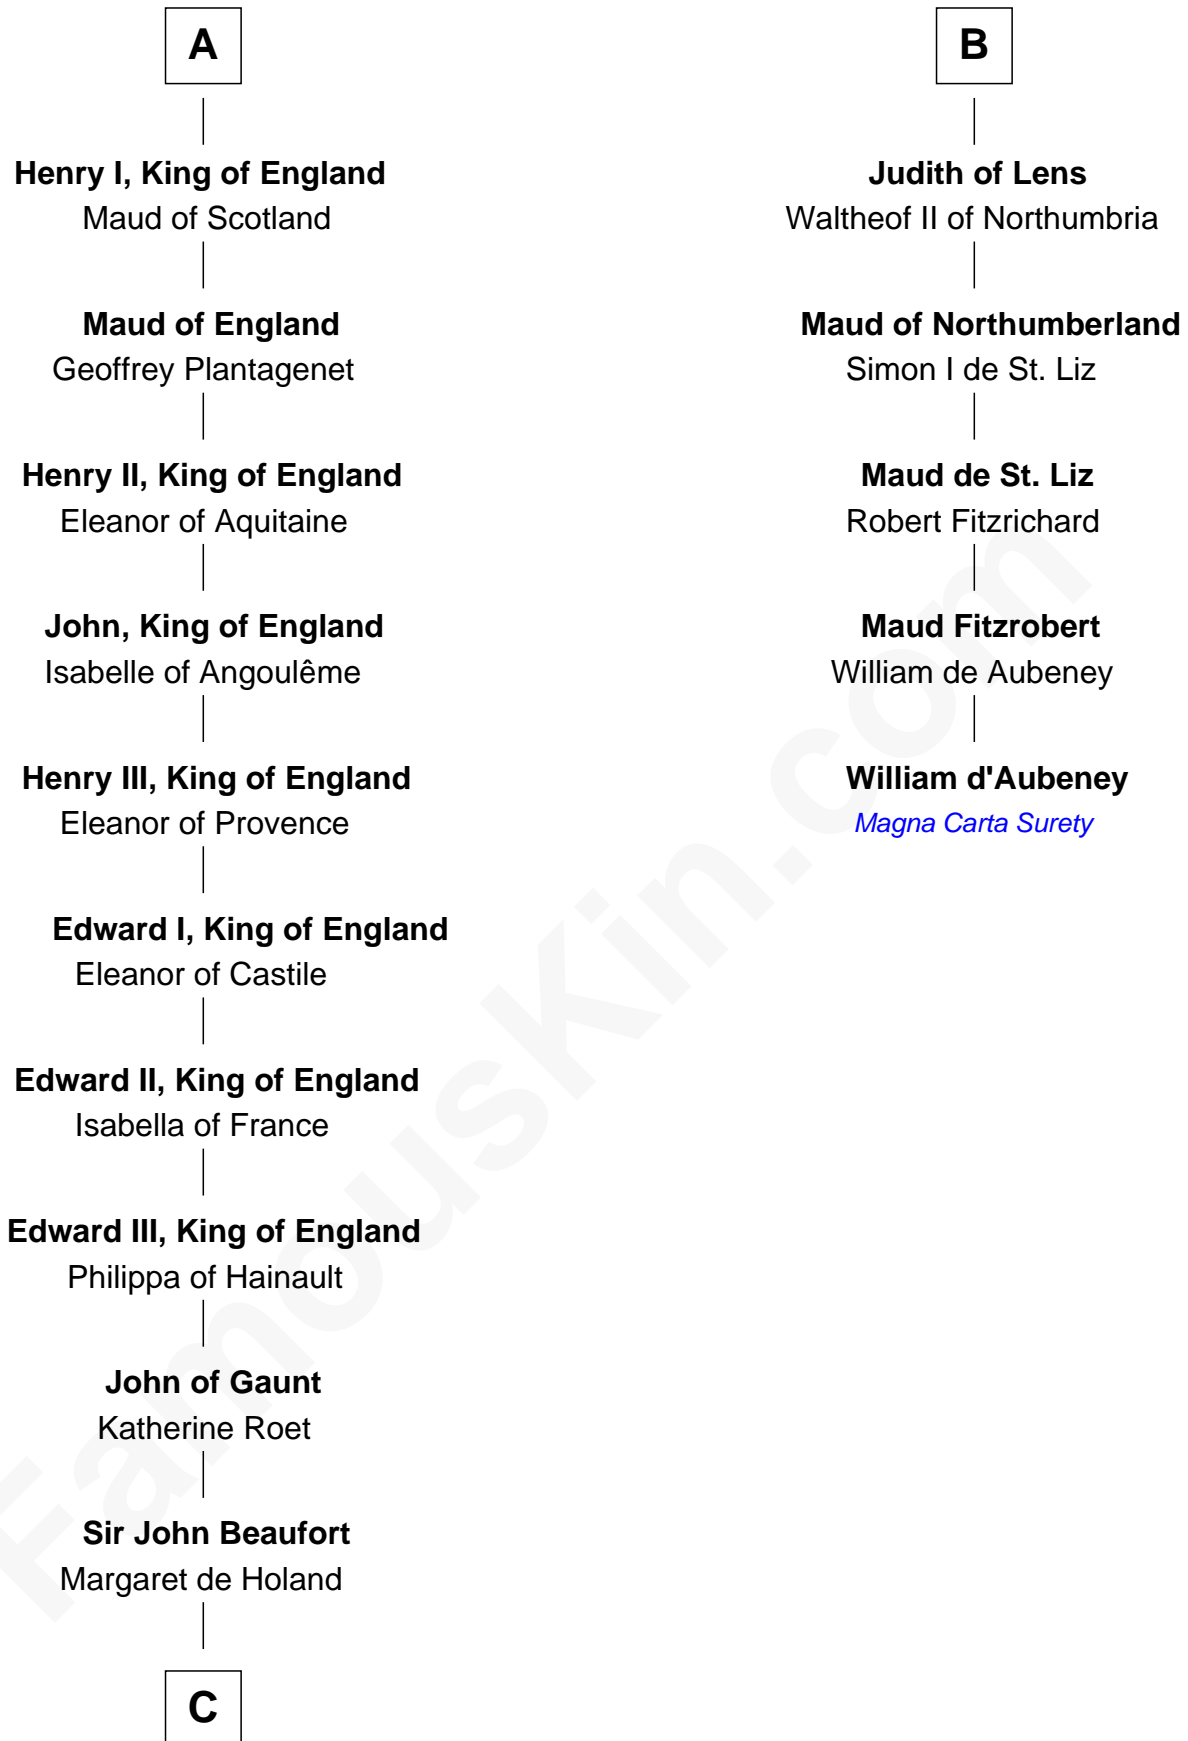 A
Henry I, King of England
Maud of Scotland
Maud of England
Geoffrey Plantagenet
Henry II, King of England
Eleanor of Aquitaine
John, King of England
Isabelle of Angoulême
Henry III, King of England
Eleanor of Provence
Edward I, King of England
Eleanor of Castile
Edward II, King of England
Isabella of France
Edward III, King of England
Philippa of Hainault
John of Gaunt
Katherine Roet
Sir John Beaufort
Margaret de Holand
C
B
Judith of Lens
Waltheof II of Northumbria
Maud of Northumberland
Simon I de St. Liz
Maud de St. Liz
Robert Fitzrichard
Maud Fitzrobert
William de Aubeney
William d'Aubeney
Magna Carta Surety
FamousKin.com